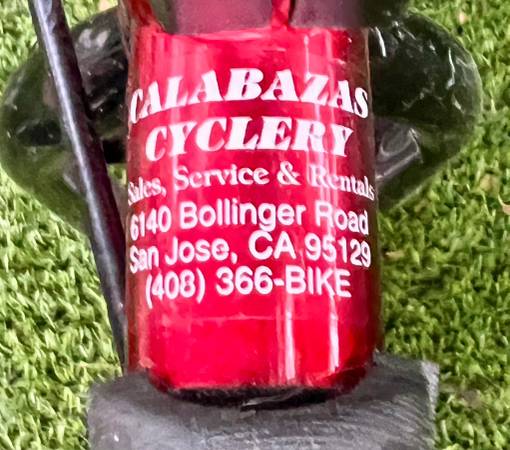 CALABAZAS
CYCLERY
Sales, Service & Rentals
6140 Bollinger Road
San Jose, CA 95129
(408) 366-BIKE